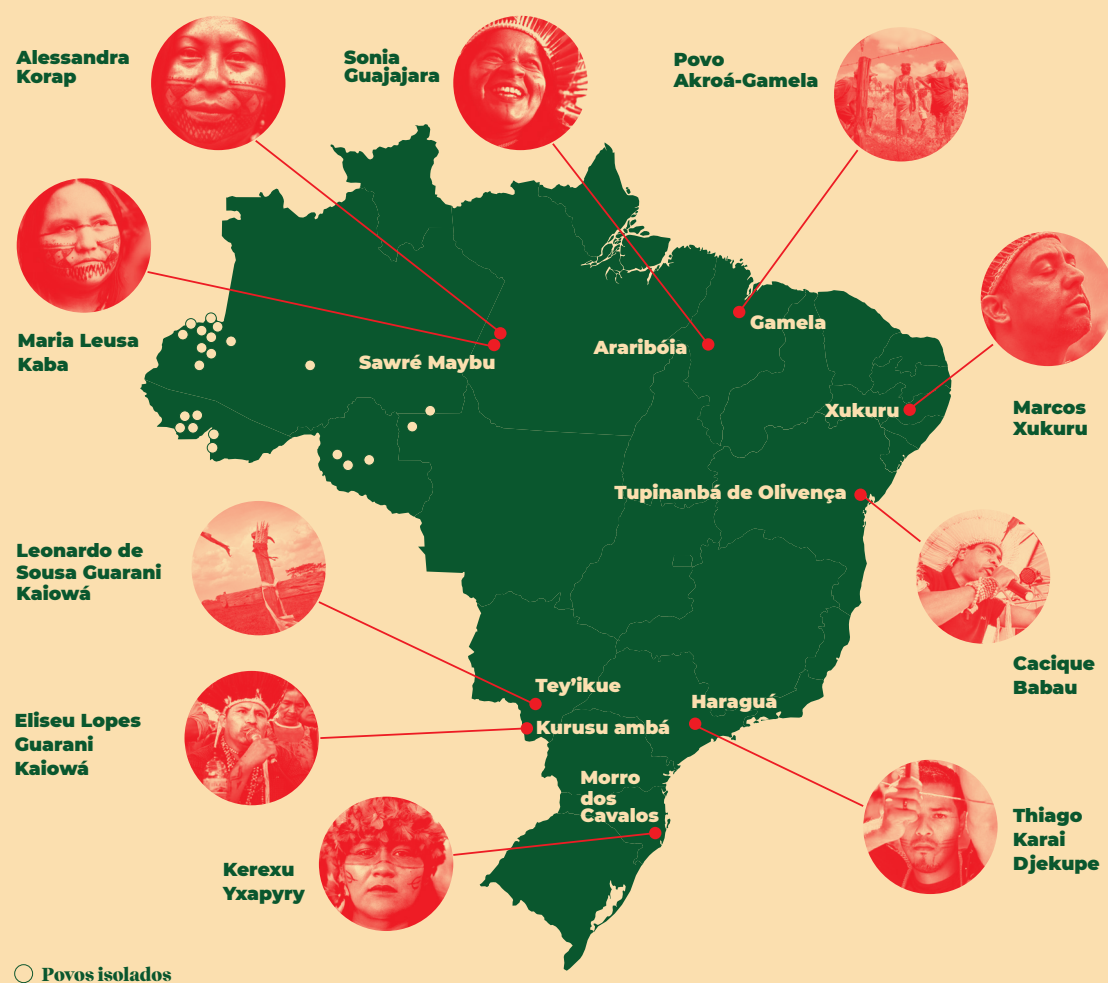 Alessandra
Korap
Sonia
Guajajara
Povo
Akroá-Gamela
Maria Leusa
Kaba
Gamela
Araribóia
Sawré Maybu
Xukuru
Marcos
Xukuru
Tupinanbá de Olivença
Leonardo de
Sousa Guarani
Kaiowá
Cacique
Babau
Tey’ikue
Haraguá
Kurusu ambá
Eliseu Lopes
Guarani
Kaiowá
Morro
dos
Cavalos
Thiago
Karai
Djekupe
Kerexu
Yxapyry
Povos isolados